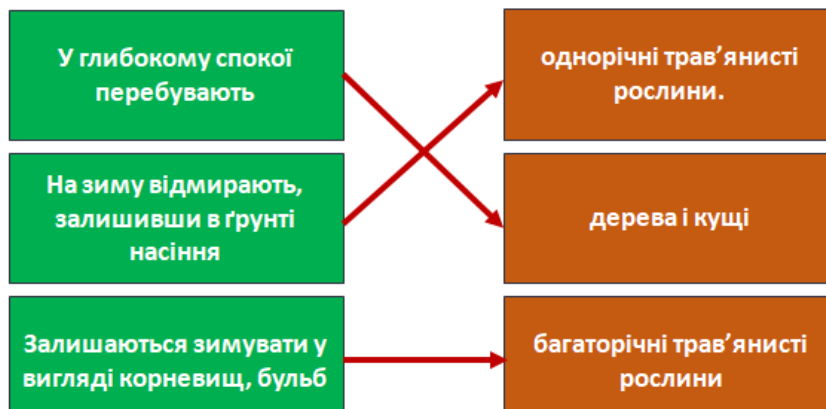 У глибокому спокої
перебувають
однорічні трав’янисті
рослини.
На зиму відмирають,
залишивши в ґрунті
насіння
дерева і кущі
Залишаються зимувати у
вигляді корневищ, бульб
багаторічні трав’янисті
рослини